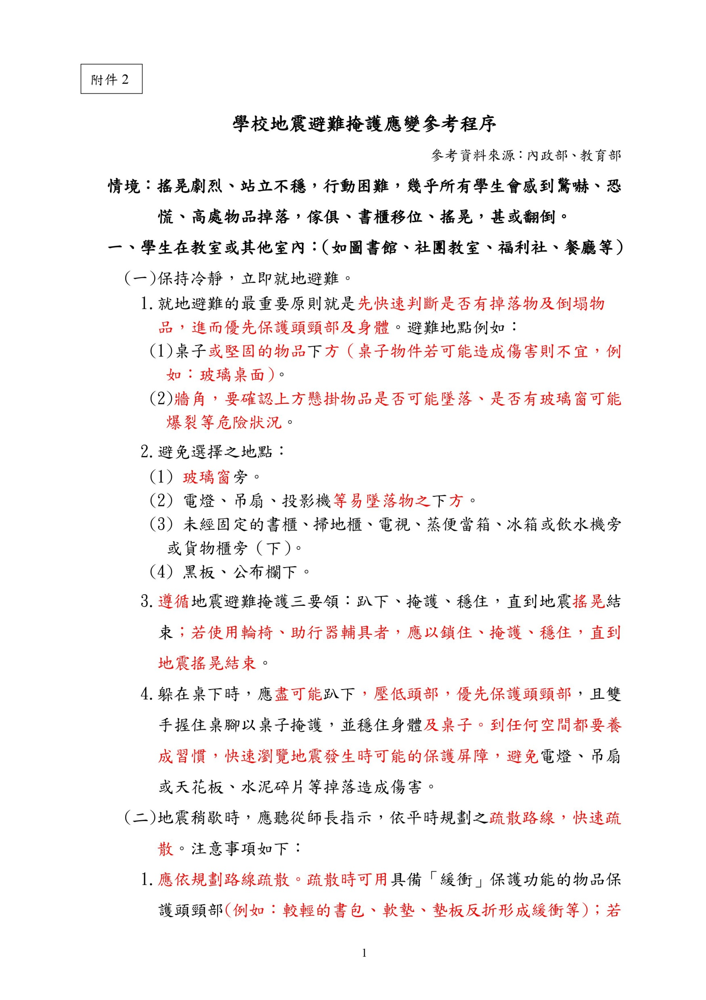 附件 2
學校地震避難掩護應變參考程序
參考資料來源：內政部、教育部
情境：搖晃劇烈、站立不穩，行動困難，幾乎所有學生會感到驚嚇、恐
慌、高處物品掉落，傢俱、書櫃移位、搖晃，甚或翻倒。
一、學生在教室或其他室內：(如圖書館、社團教室、福利社、餐廳等)
(一)保持冷靜，立即就地避難。
1.就地避難的最重要原則就是先快速判斷是否有掉落物及倒塌物
品，進而優先保護頭頸部及身體。避難地點例如：
(1)桌子或堅固的物品下方（桌子物件若可能造成傷害則不宜，例
如：玻璃桌面）。
(2)牆角，要確認上方懸掛物品是否可能墜落、是否有玻璃窗可能
爆裂等危險狀況。
2.避免選擇之地點：
(1) 玻璃窗旁。
(2) 電燈、吊扇、投影機等易墜落物之下方。
(3) 未經固定的書櫃、掃地櫃、電視、蒸便當箱、冰箱或飲水機旁
或貨物櫃旁（下）。
(4) 黑板、公布欄下。
3.遵循地震避難掩護三要領：趴下、掩護、穩住，直到地震搖晃結
束；若使用輪椅、助行器輔具者，應以鎖住、掩護、穩住，直到
地震搖晃結束。
4.躲在桌下時，應盡可能趴下，壓低頭部，優先保護頭頸部，且雙
手握住桌腳以桌子掩護，並穩住身體及桌子。到任何空間都要養
成習慣，快速瀏覽地震發生時可能的保護屏障，避免電燈、吊扇
或天花板、水泥碎片等掉落造成傷害。
(二)地震稍歇時，應聽從師長指示，依平時規劃之疏散路線，快速疏
散。注意事項如下：
1.應依規劃路線疏散。疏散時可用具備「緩衝」保護功能的物品保
護頭頸部(例如：較輕的書包、軟墊、墊板反折形成緩衝等)；若
1